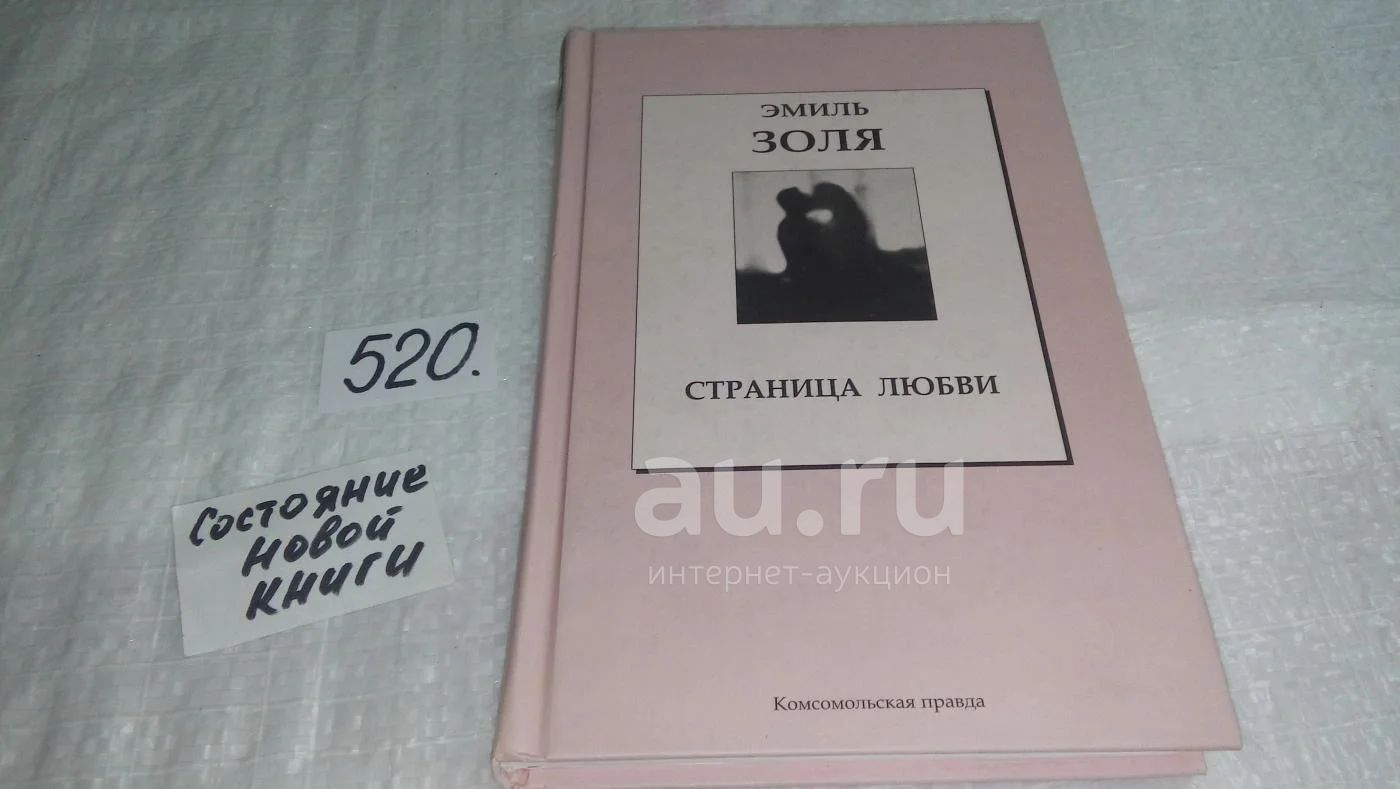 ЭМИЛЬ
ЗОЛЯ
СТРАНИЦА ЛЮБВИ
Комсомольская правда
520.
Состояние
новой
книги
au.ru
интернет-аукцион